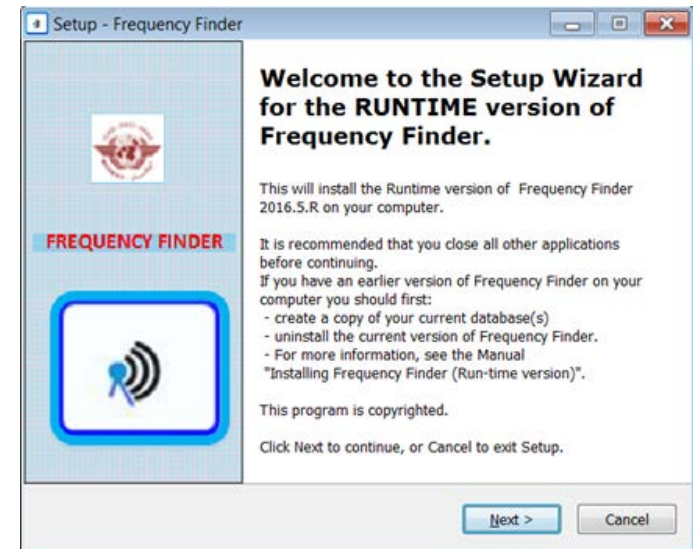 Setup - Frequency Finder
Welcome to the Setup Wizard
for the RUNTIME version of
Frequency Finder.
This will install the Runtime version of  Frequency Finder
2016.5.R on your computer.
FREQUENCY FINDER
It is recommended that you close all other applications
before continuing.
If you have an earlier version of Frequency Finder on your
computer you should first:
- create a copy of your current database(s)
- uninstall the current version of Frequency Finder.
- For more information, see the Manual
"Installing Frequency Finder (Run-time version)".
This program is copyrighted.
Click Next to continue, or Cancel to exit Setup.
Next >
Cancel